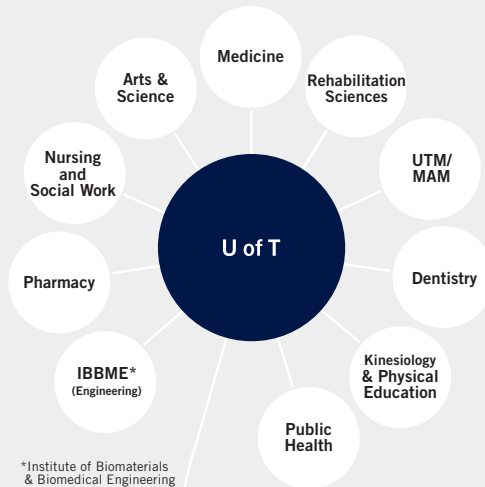 Medicine
Rehabilitation
Sciences
UTM/
MAM
Dentistry
Kinesiology
& Physical
Education
Public
Health
IBBME*
(Engineering)
Pharmacy
Nursing
and
Social Work
Arts &
Science
U of T
*Institute of Biomaterials
& Biomedical Engineering